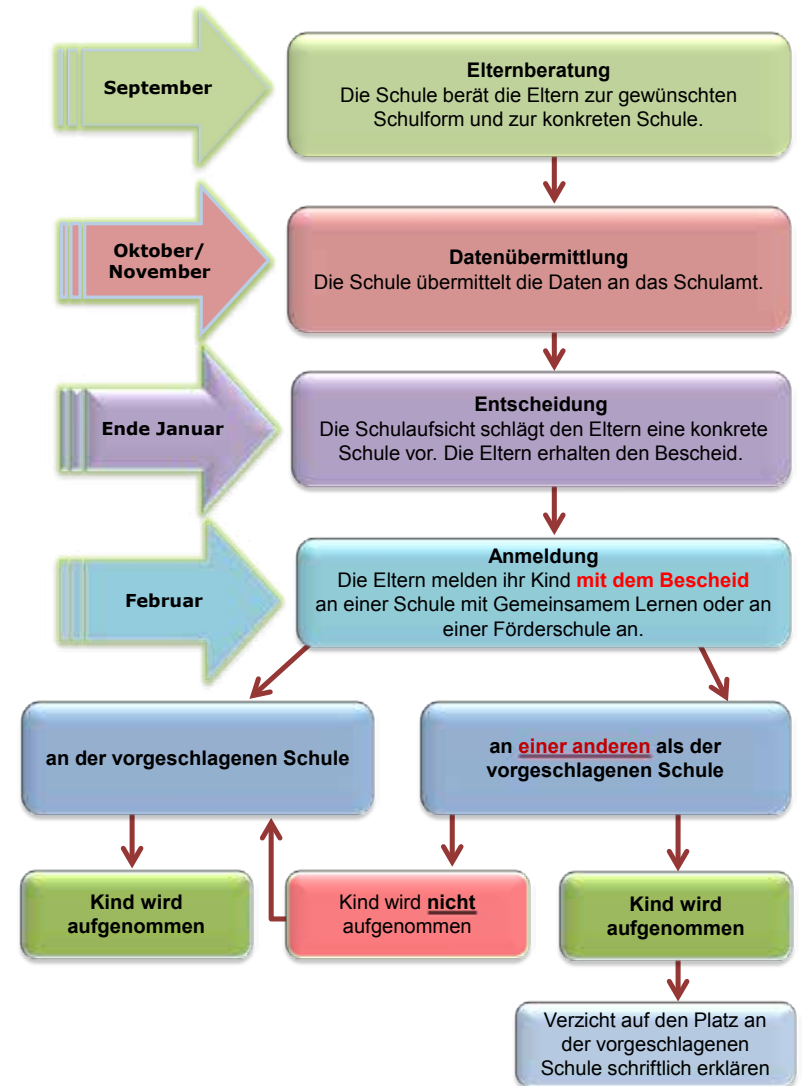 September
Elternberatung
Die Schule berät die Eltern zur gewünschten
Schulform und zur konkreten Schule.
Oktober/
November
Datenübermittlung
Die Schule übermittelt die Daten an das Schulamt.
Ende Januar
Entscheidung
Die Schulaufsicht schlägt den Eltern eine konkrete
Schule vor. Die Eltern erhalten den Bescheid.
Februar
Anmeldung
Die Eltern melden ihr Kind mit dem Bescheid
an einer Schule mit Gemeinsamem Lernen oder an
einer Förderschule an.
an der vorgeschlagenen Schule
an einer anderen als der
vorgeschlagenen Schule
Kind wird
aufgenommen
Kind wird nicht
aufgenommen
Kind wird
aufgenommen
Verzicht auf den Platz an
der vorgeschlagenen
Schule schriftlich erklären